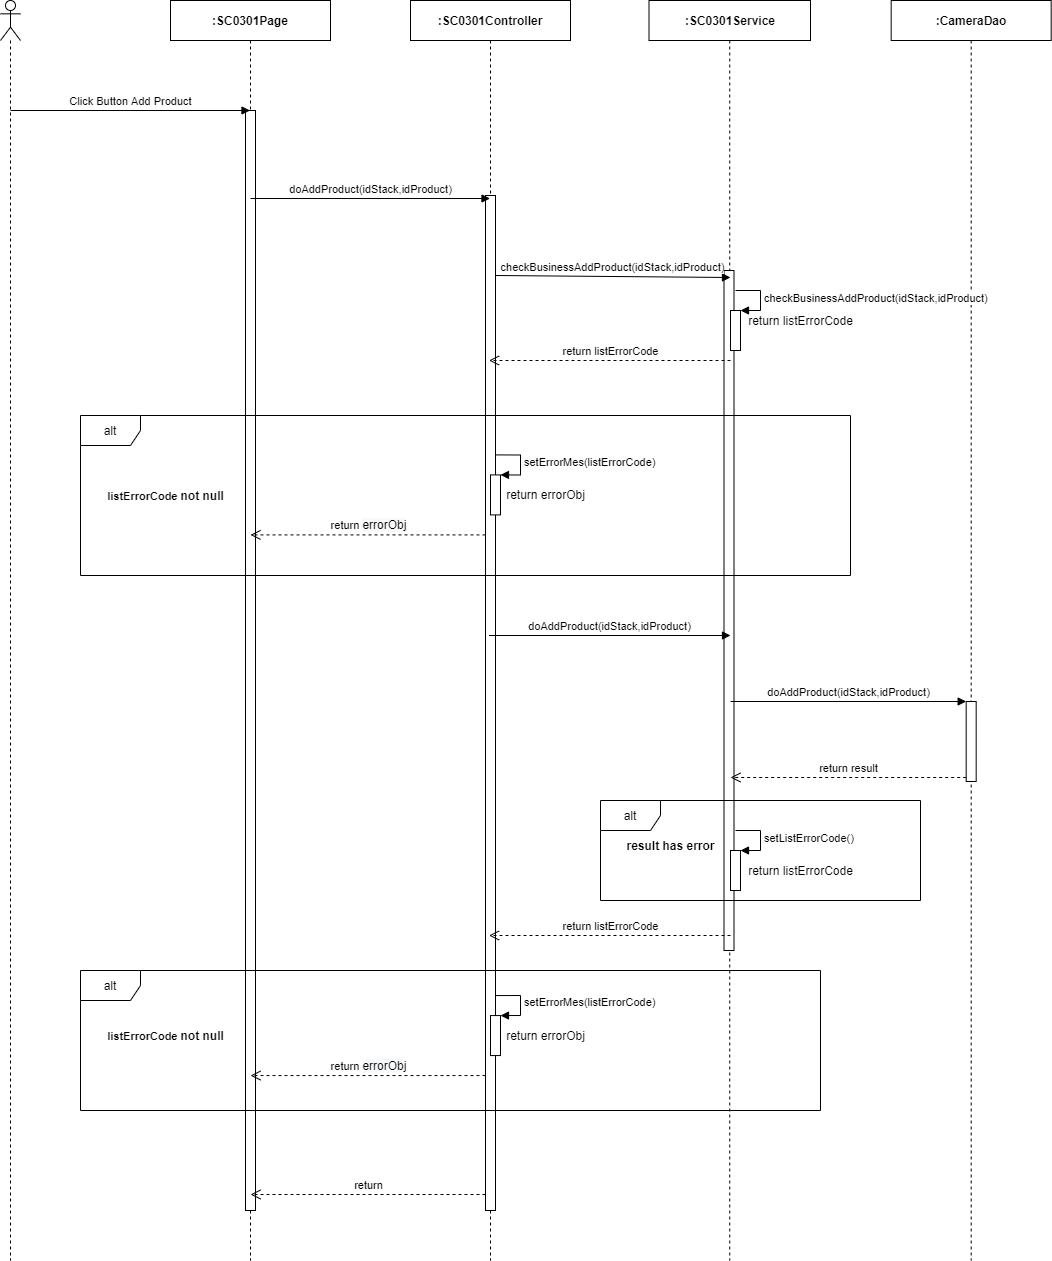 :SC0301Page
:SC0301Controller
:SC0301Service
:CameraDao
Click Button Add Product
doAddProduct(idStack,idProduct)
checkBusinessAddProduct(idStack,idProduct)
checkBusinessAddProduct(idStack,idProduct)
return listErrorCode
return listErrorCode
alt
setErrorMes(listErrorCode)
listErrorCode not null
return errorObj
return errorObj
doAddProduct(idStack,idProduct)
doAddProduct(idStack,idProduct)
return result
alt
setListErrorCode()
result has error
return listErrorCode
return listErrorCode
alt
setErrorMes(listErrorCode)
listErrorCode not null
return errorObj
return errorObj
return